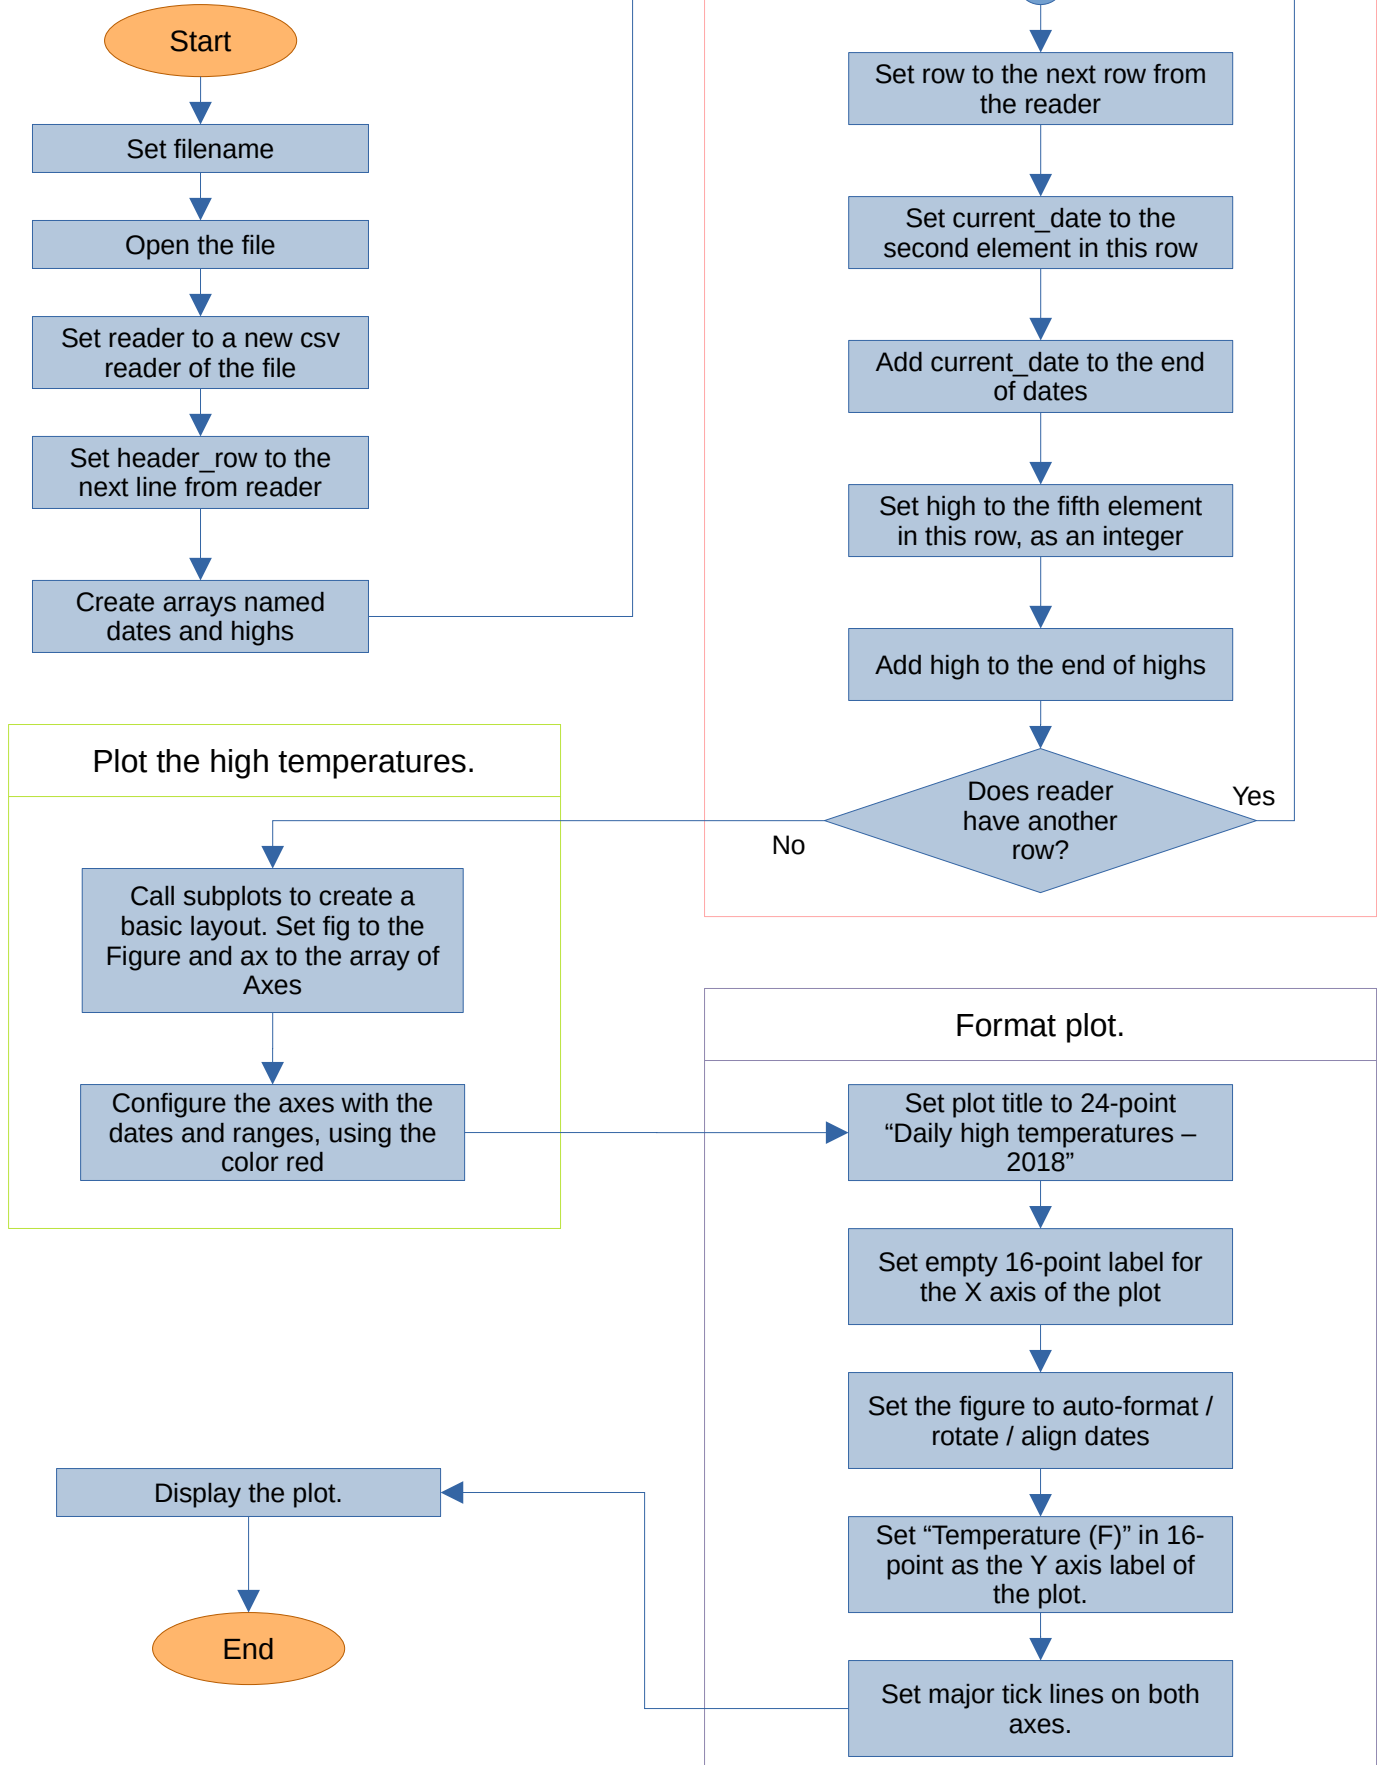 Start
Set filename
Open the file
Set reader to a new csv
reader of the file
Set header_row to the
next line from reader
Create arrays named
dates and highs
Set row to the next row from
the reader
Set current_date to the
second element in this row
Add current_date to the end
of dates
Set high to the fifth element
in this row, as an integer
Add high to the end of highs
Does reader
have another
row?
Yes
No
Plot the high temperatures.
Call subplots to create a
basic layout. Set fig to the
Figure and ax to the array of
Axes
Configure the axes with the
dates and ranges, using the
color red
Format plot.
Set plot title to 24-point
“Daily high temperatures –
2018”
Set empty 16-point label for
the X axis of the plot
Set the figure to auto-format /
rotate / align dates
Set “Temperature (F)” in 16-
point as the Y axis label of
the plot.
Set major tick lines on both
axes.
Display the plot.
End